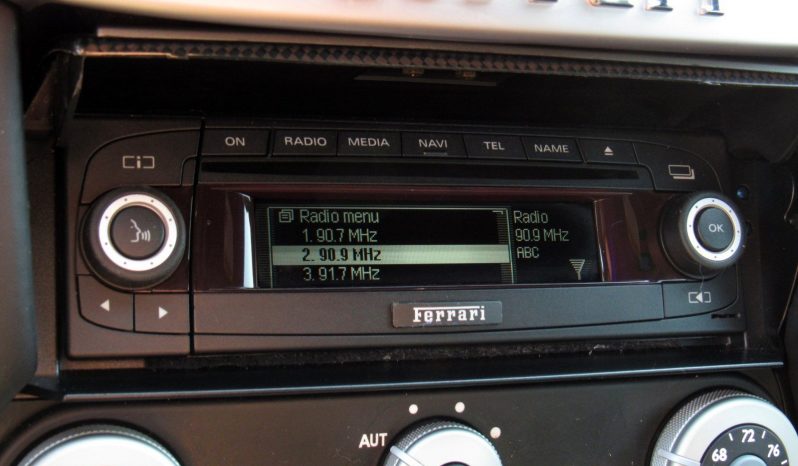 ON RADIO MEDIA NAVI TEL NAME
Radio menu
1. 90.7 MHz
2. 90.9 MHz
3. 91.7 MHz
Radio
90.9 MHz
ABC
OK
Ferrari
AUT
68 72 76